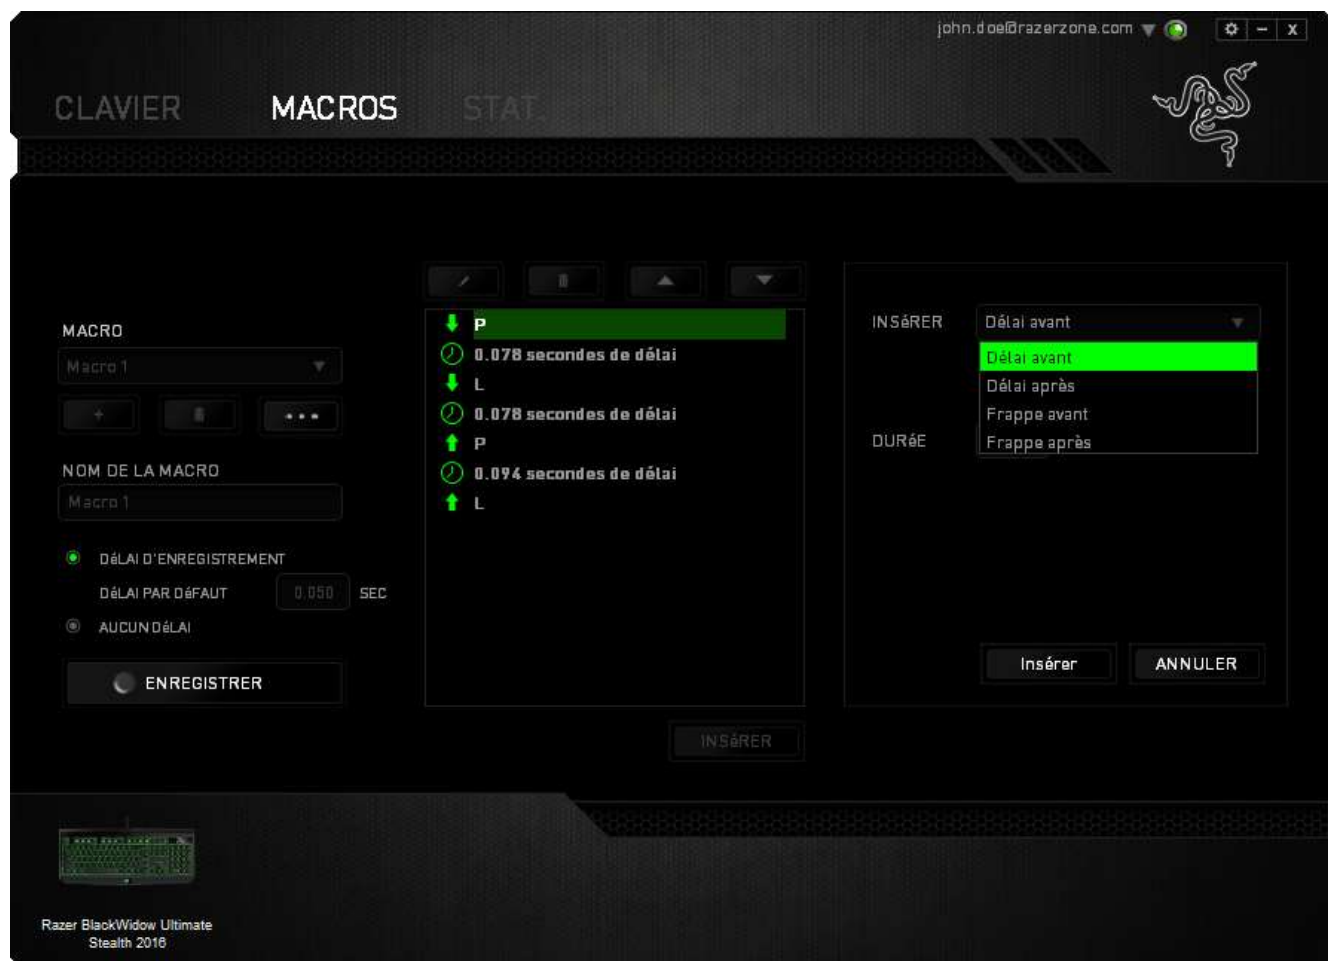 john.doe@razerzone.com
CLAVIER MACROS STAT.
MACRO
Macro 1
NOM DE LA MACRO
Macro 1
DéLAI D'ENREGISTREMENT
DéLAI PAR DéFAUT 0.050 SEC
AUCUN DéLAI
ENREGISTRER
P
0.078 secondes de délai
L
0.078 secondes de délai
P
0.094 secondes de délai
L
INSéRER
INSéRER Délai avant
Délai avant
Délai après
Frappe avant
Frappe après
DURéE
Insérer ANNULER
Razer BlackWidow Ultimate
Stealth 2016